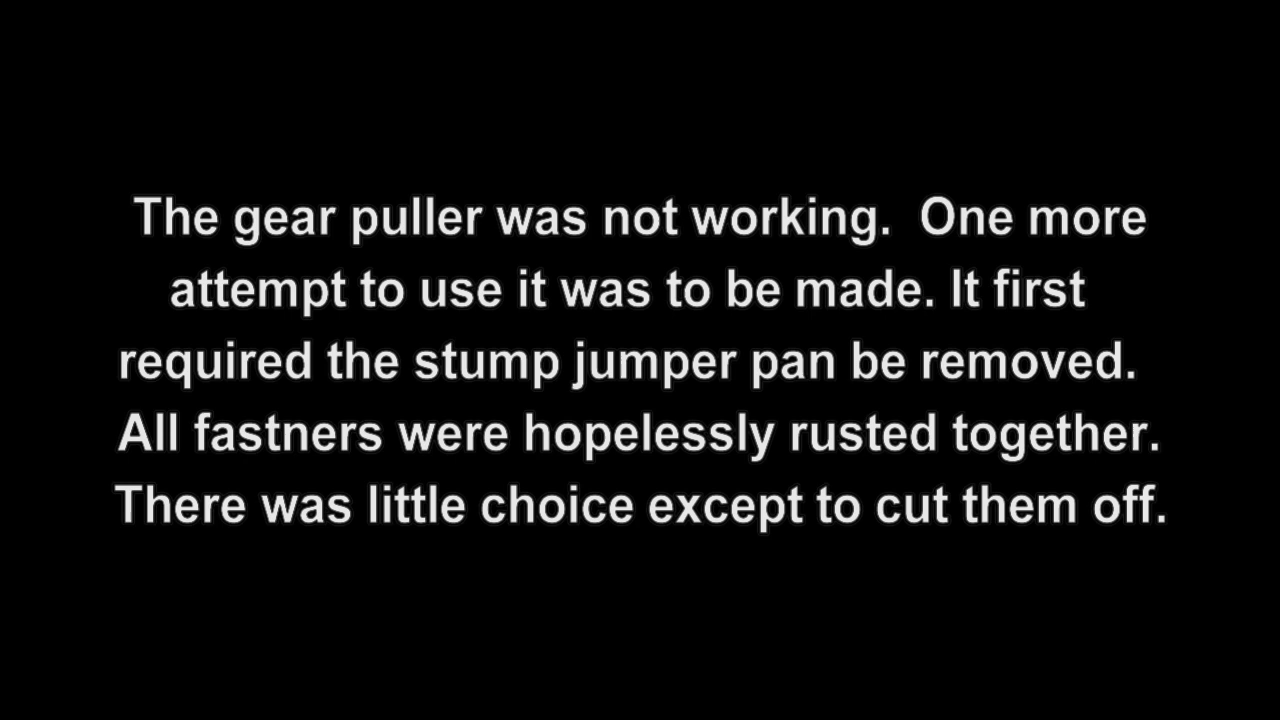 The gear puller was not working.  One more
attempt to use it was to be made. It first
required the stump jumper pan be removed.
All fastners were hopelessly rusted together.
There was little choice except to cut them off.